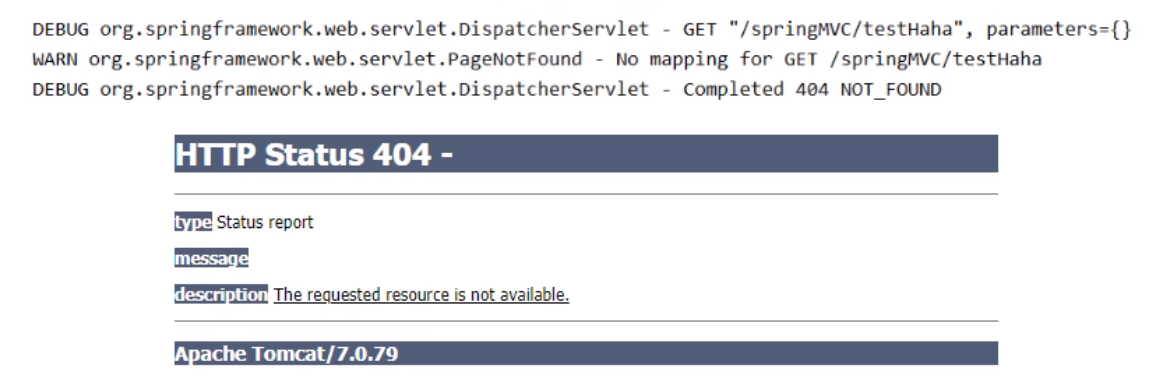 DEBUG org.springframework.web.servlet.DispatcherServlet - GET "/springMVC/testHaha", parameters={}
WARN org.springframework.web.servlet.PageNotFound - No mapping for GET /springMVC/testHaha
DEBUG org.springframework.web.servlet.DispatcherServlet - Completed 404 NOT_FOUND
HTTP Status 404 -
type Status report
message
description The requested resource is not available.
Apache Tomcat/7.0.79